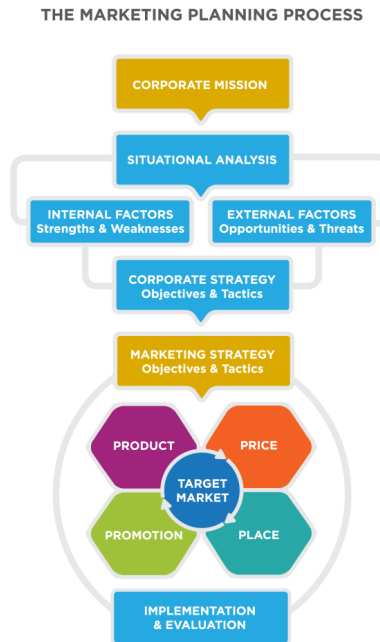 THE MARKETING PLANNING PROCESS
CORPORATE MISSION
SITUATIONAL ANALYSIS
INTERNAL FACTORS
Strengths & Weaknesses
EXTERNAL FACTORS
Opportunities & Threats
CORPORATE STRATEGY
Objectives & Tactics
MARKETING STRATEGY
Objectives & Tactics
PRODUCT
PRICE
TARGET
MARKET
PROMOTION
PLACE
IMPLEMENTATION
& EVALUATION